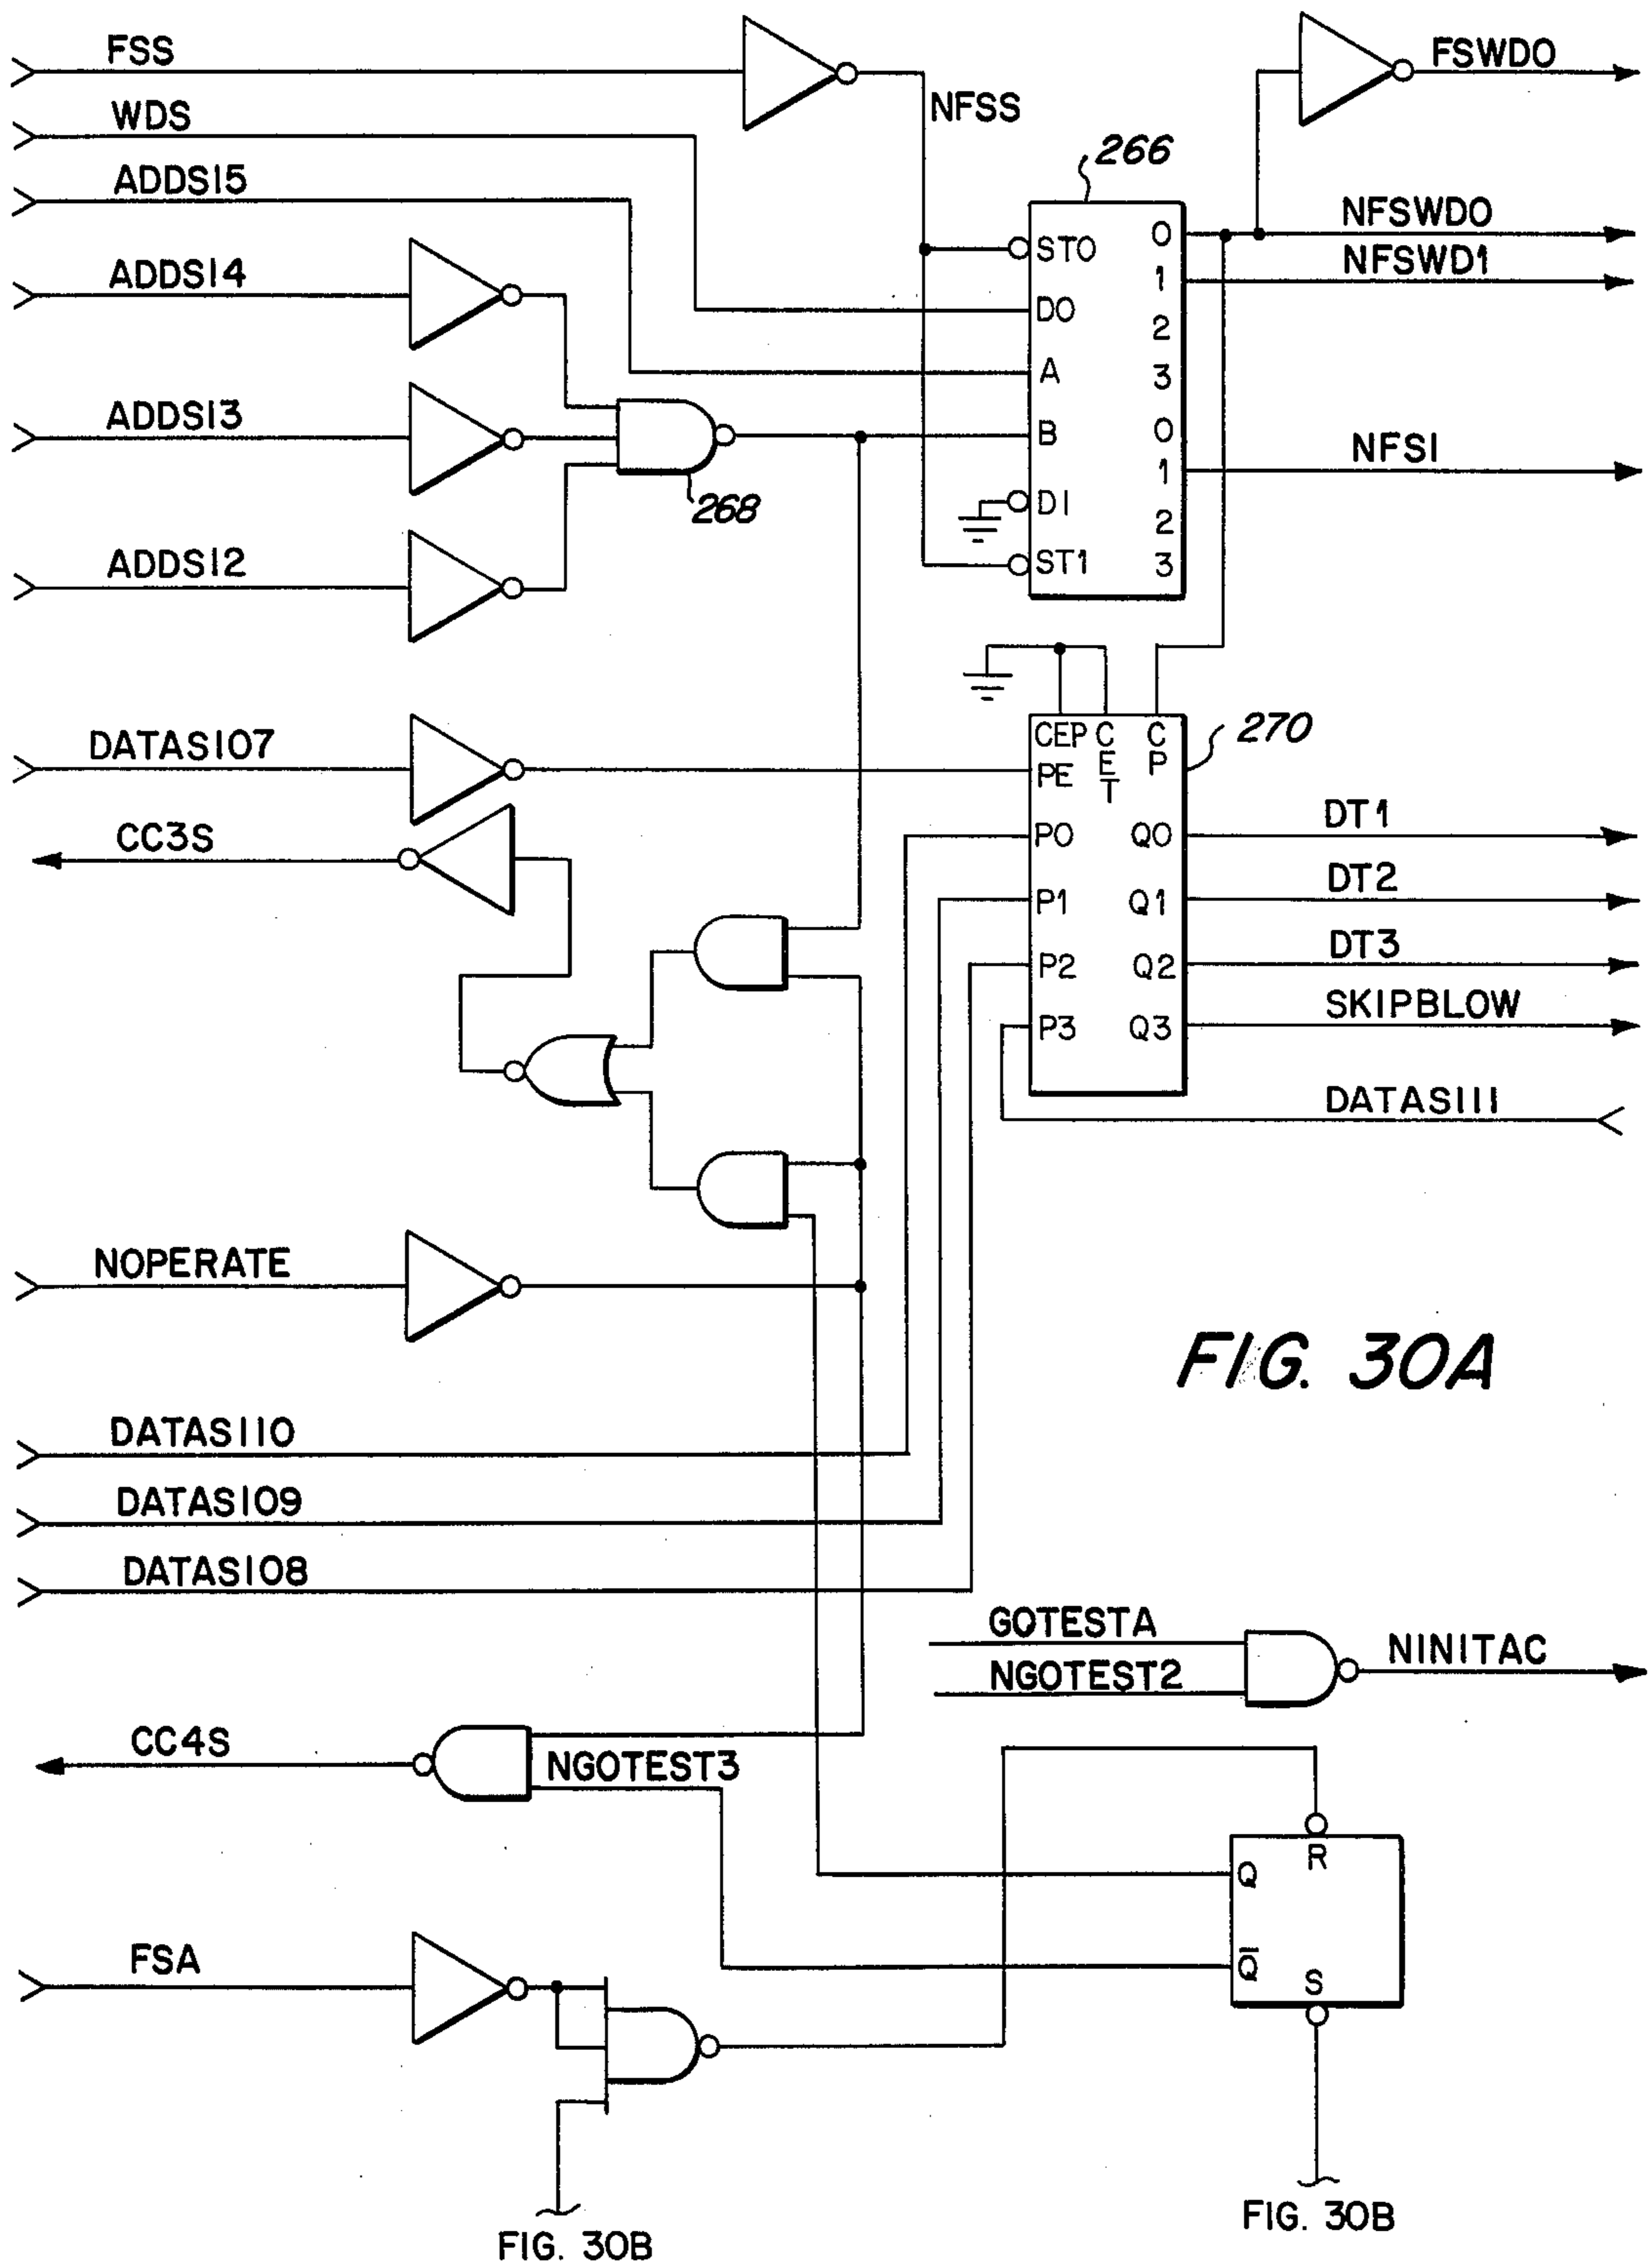 FSS
FSWDO
WDS
NFSS
266
ADDS15
NFSWDO
STO
0
ADDS14
NFSWD1
1
DO
2
A
3
ADDS13
B
0
NFSI
1
268
DI
2
ADDS12
ST1
3
270
CEP
CET
CP
DATAS107
PE
DT1
CC3S
PO
QO
DT2
P1
Q1
DT3
P2
Q2
SKIPBLOW
P3
Q3
DATAS111
NOPERATE
FIG. 30A
DATAS110
DATAS109
DATAS108
GOTESTA
NINITAC
NGOTEST2
CC4S
NGOTEST3
R
Q
FSA
Q̅
S
FIG. 30B
FIG. 30B